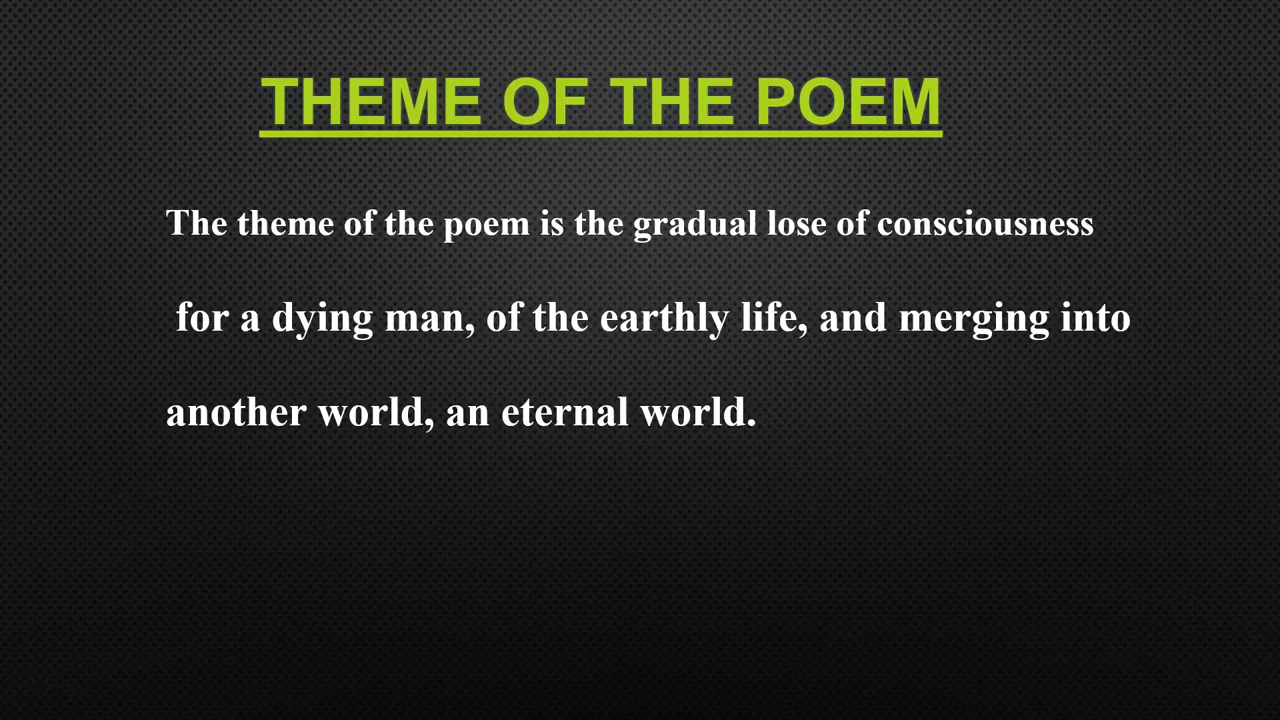 THEME OF THE POEM
The theme of the poem is the gradual lose of consciousness
for a dying man, of the earthly life, and merging into
another world, an eternal world.